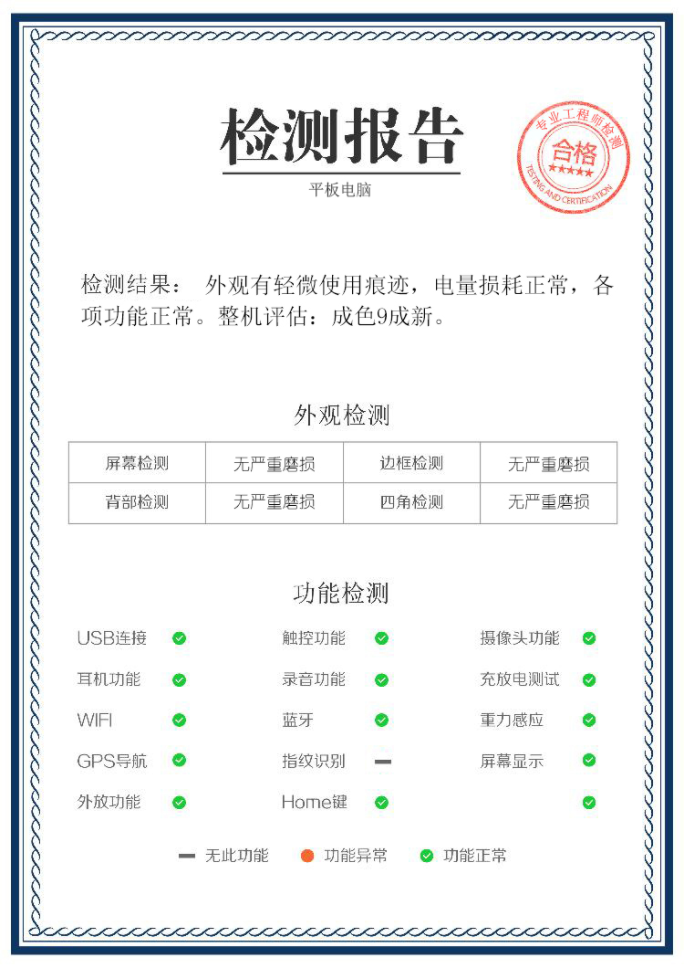 检测报告
平板电脑
专业工程师检测
合格
TESTING AND CERTIFICATION
检测结果： 外观有轻微使用痕迹，电量损耗正常，各
项功能正常。整机评估：成色9成新。
外观检测
屏幕检测 无严重磨损 边框检测 无严重磨损
背部检测 无严重磨损 四角检测 无严重磨损
功能检测
USB连接 触控功能 摄像头功能
耳机功能 录音功能 充放电测试
WIFI 蓝牙 重力感应
GPS导航 指纹识别 屏幕显示
外放功能 Home键
无此功能 功能异常 功能正常